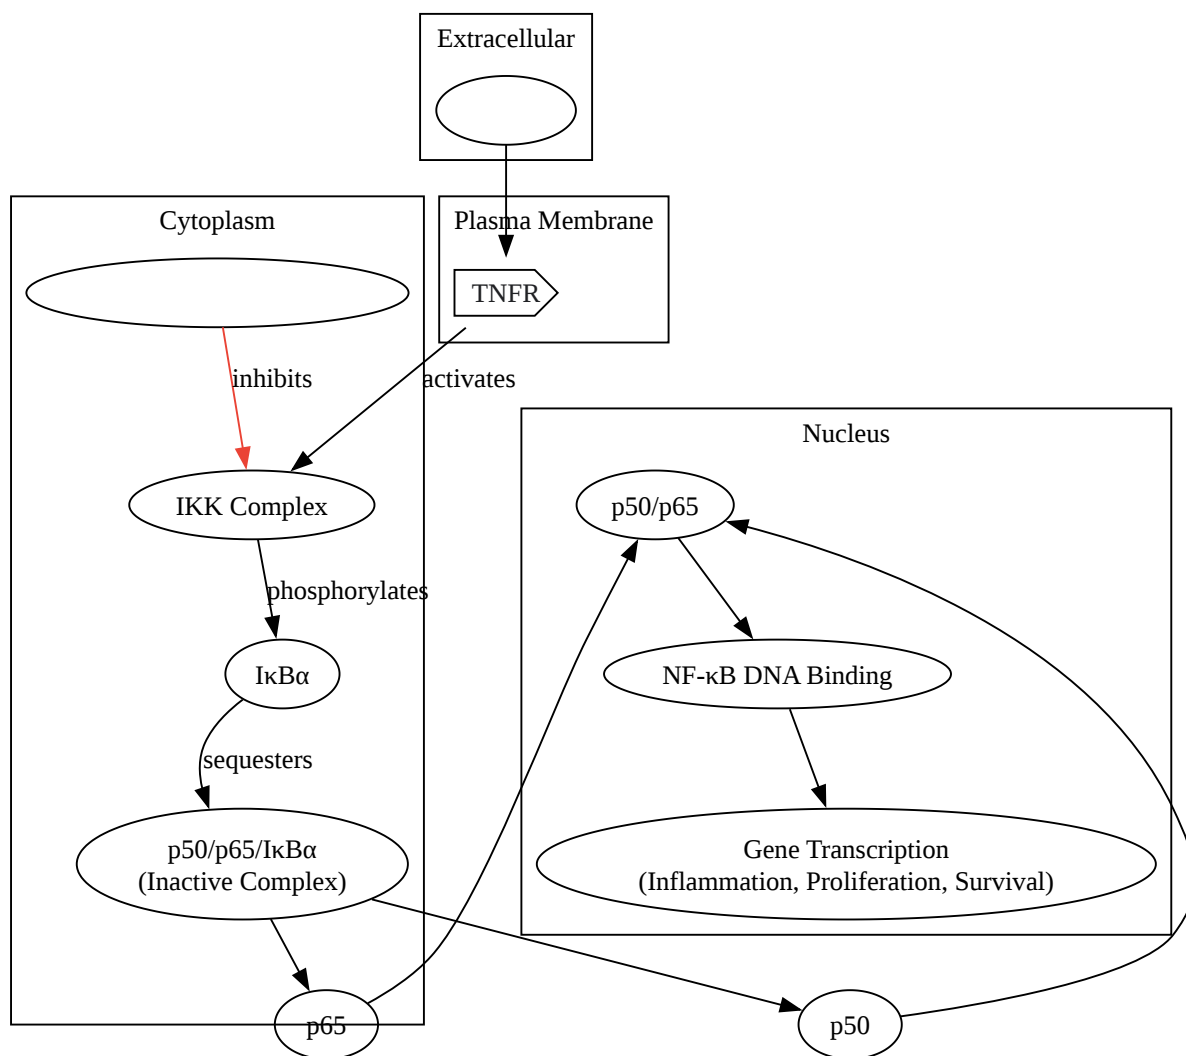 Extracellular
Cytoplasm
Plasma Membrane
TNFR
inhibits
activates
Nucleus
IKK Complex
p50/p65
phosphorylates
IκBα
NF-κB DNA Binding
sequesters
p50/p65/IκBα
(Inactive Complex)
Gene Transcription
(Inflammation, Proliferation, Survival)
p65
p50